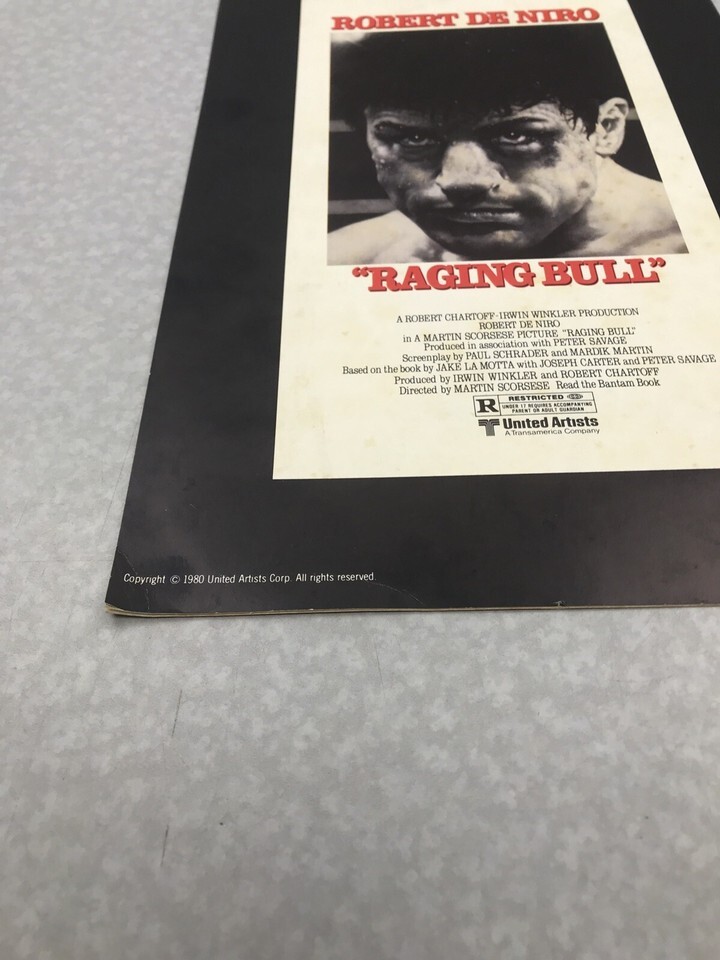 ROBERT DE NIRO
"RAGING BULL"
A ROBERT CHARTOFF-IRWIN WINKLER PRODUCTION
ROBERT DE NIRO
in A MARTIN SCORSESE PICTURE "RAGING BULL"
Produced in association with PETER SAVAGE
Screenplay by PAUL SCHRADER and MARDIK MARTIN
Based on the book by JAKE LA MOTTA with JOSEPH CARTER and PETER SAVAGE
Produced by IRWIN WINKLER and ROBERT CHARTOFF
Directed by MARTIN SCORSESE Read the Bantam Book
R RESTRICTED
UNDER 17 REQUIRES ACCOMPANYING
PARENT OR ADULT GUARDIAN
United Artists
A Transamerica Company
Copyright © 1980 United Artists Corp. All rights reserved.